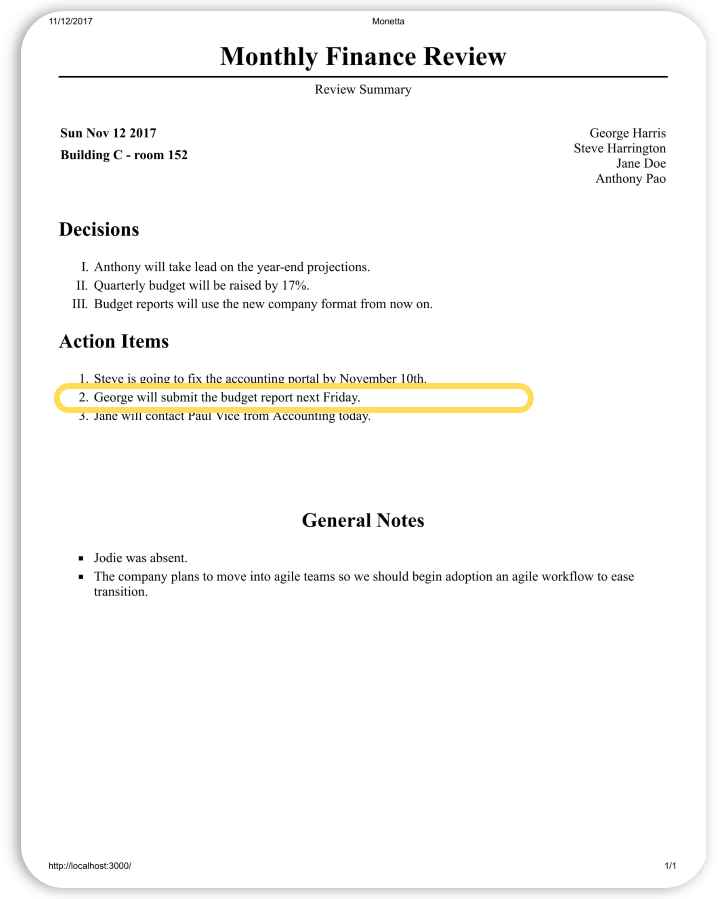 11/12/2017
Monetta
Monthly Finance Review
Review Summary
Sun Nov 12 2017
Building C - room 152
George Harris
Steve Harrington
Jane Doe
Anthony Pao
Decisions
I. Anthony will take lead on the year-end projections.
II. Quarterly budget will be raised by 17%.
III. Budget reports will use the new company format from now on.
Action Items
1. Steve is going to fix the accounting portal by November 10th.
2. George will submit the budget report next Friday.
3. Jane will contact Paul Vice from Accounting today.
General Notes
▪ Jodie was absent.
▪ The company plans to move into agile teams so we should begin adoption an agile workflow to ease
transition.
http://localhost:3000/
1/1